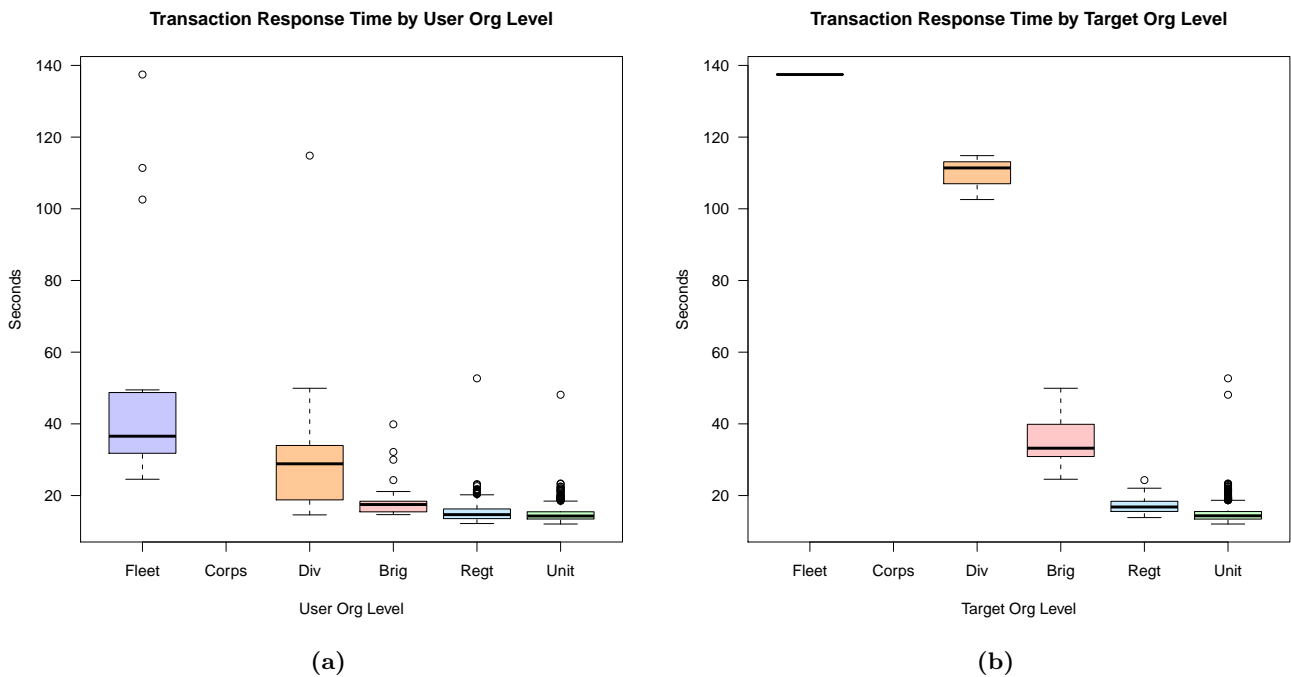 Transaction Response Time by User Org Level
140
120
100
80
60
40
20
Seconds
Fleet Corps Div Brig Regt Unit
User Org Level
(a)
Transaction Response Time by Target Org Level
140
120
100
80
60
40
20
Seconds
Fleet Corps Div Brig Regt Unit
Target Org Level
(b)